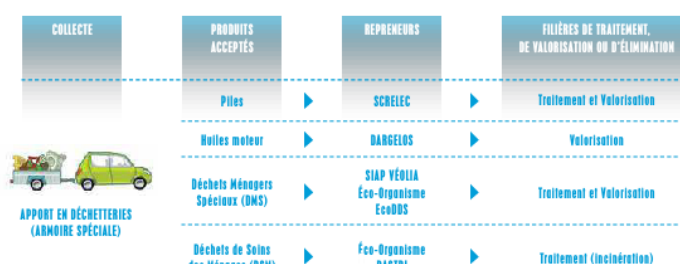 COLLECTE
PRODUITS
ACCEPTÉS
REPRENEURS
FILIÈRES DE TRAITEMENT,
DE VALORISATION OU D'ÉLIMINATION
Piles
SCRELEC
Traitement et Valorisation
Huiles moteur
DARGELOS
Valorisation
APPORT EN DÉCHETTERIES
(ARMOIRE SPÉCIALE)
Déchets Ménagers
Spéciaux (DMS)
SIAP VÉOLIA
Éco-Organisme
EcoDDS
Traitement et Valorisation
Déchets de Soins
des Ménages
Éco-Organisme
Traitement (incinération)